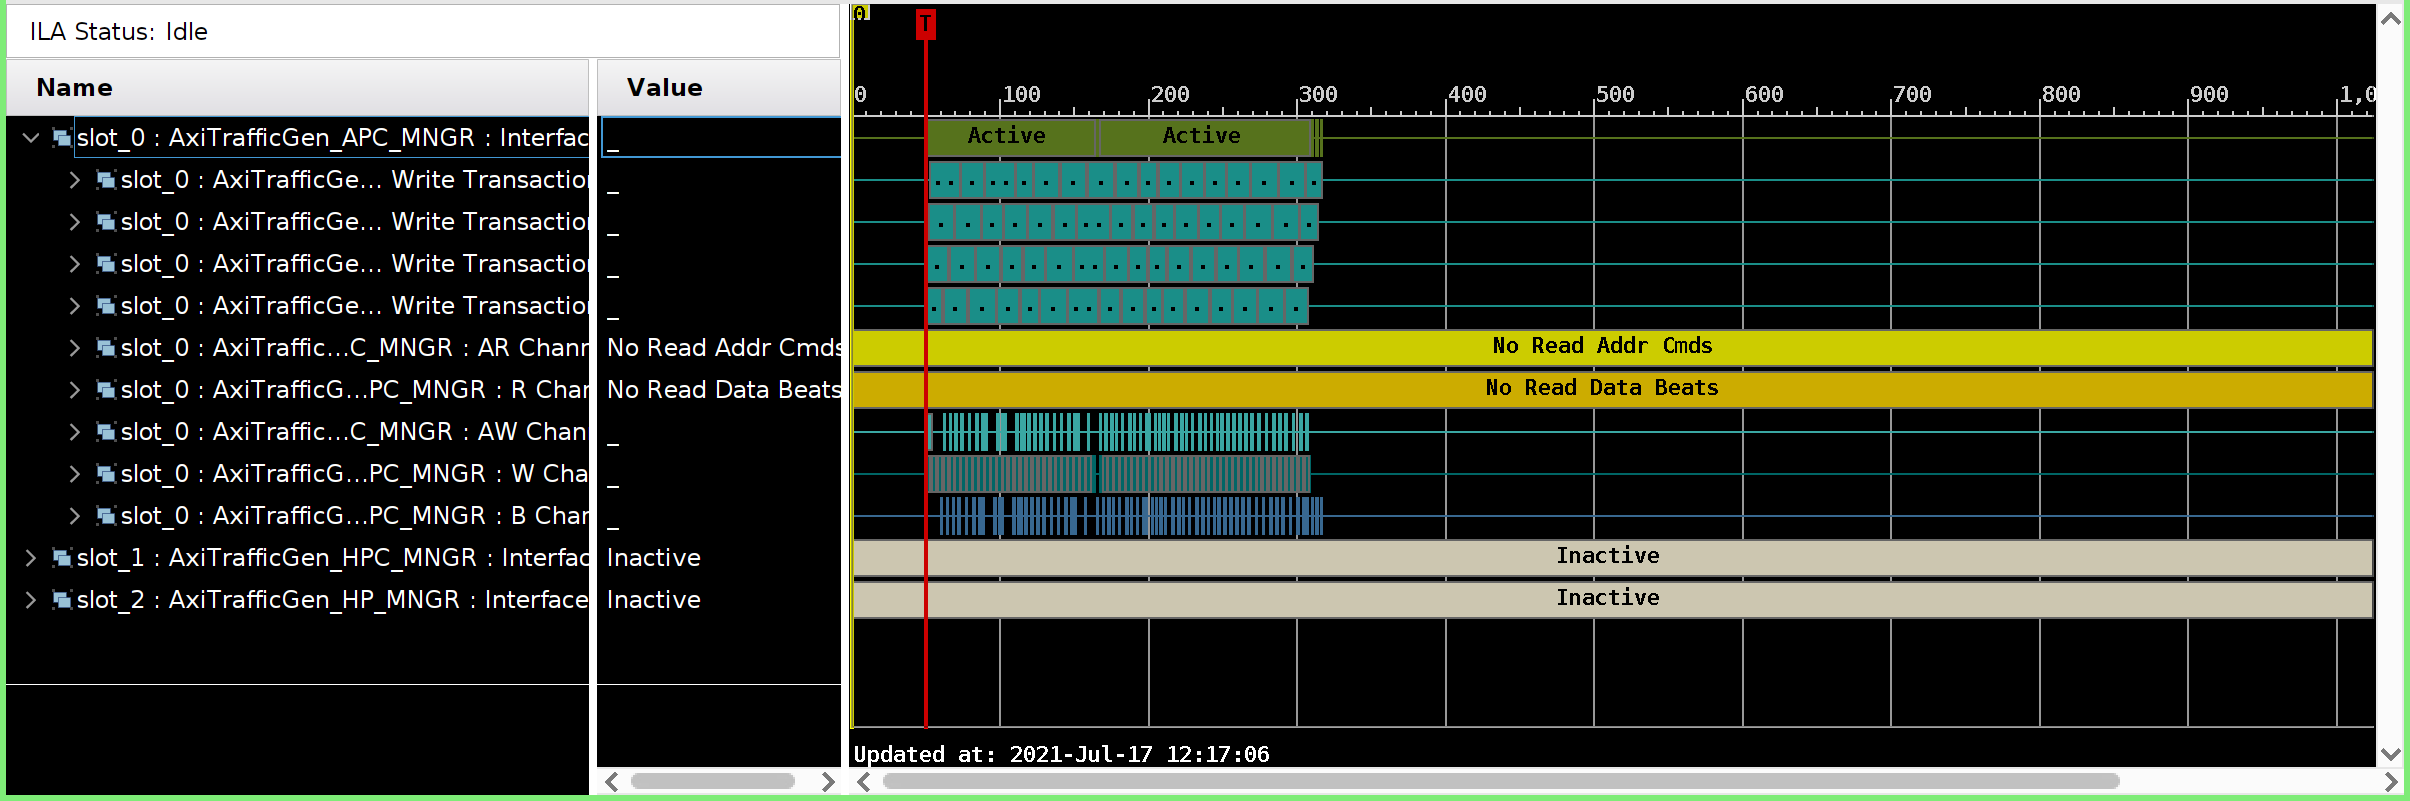 ILA Status: Idle
Name
Value
slot_0 : AxiTrafficGen_APC_MNGR : Interfac
_
slot_0 : AxiTrafficGe... Write Transactio
_
slot_0 : AxiTrafficGe... Write Transactio
_
slot_0 : AxiTrafficGe... Write Transactio
_
slot_0 : AxiTrafficGe... Write Transactio
_
slot_0 : AxiTraffic...C_MNGR : AR Chann
No Read Addr Cmds
slot_0 : AxiTrafficG...PC_MNGR : R Char
No Read Data Beats
slot_0 : AxiTraffic...C_MNGR : AW Chan
_
slot_0 : AxiTrafficG...PC_MNGR : W Cha
_
slot_0 : AxiTrafficG...PC_MNGR : B Char
_
slot_1 : AxiTrafficGen_HPC_MNGR : Interfac
Inactive
slot_2 : AxiTrafficGen_HP_MNGR : Interface
Inactive
0
T
0 100 200 300 400 500 600 700 800 900 1,0
Active Active
No Read Addr Cmds
No Read Data Beats
Inactive
Inactive
Updated at: 2021-Jul-17 12:17:06